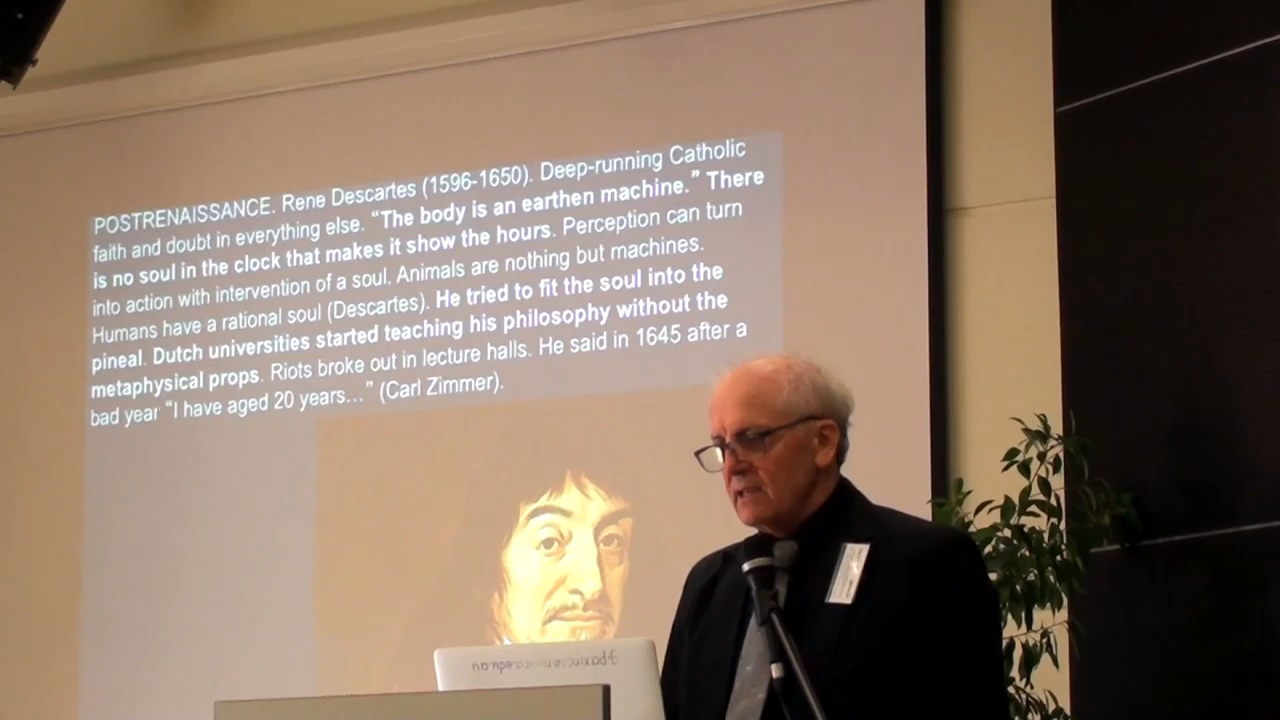 POSTRENAISSANCE. Rene Descartes (1596-1650). Deep-running Catholic
faith and doubt in everything else. “The body is an earthen machine.” There
is no soul in the clock that makes it show the hours. Perception can turn
into action with intervention of a soul. Animals are nothing but machines.
Humans have a rational soul (Descartes). He tried to fit the soul into the
pineal. Dutch universities started teaching his philosophy without the
metaphysical props. Riots broke out in lecture halls. He said in 1645 after a
bad year “I have aged 20 years...” (Carl Zimmer).